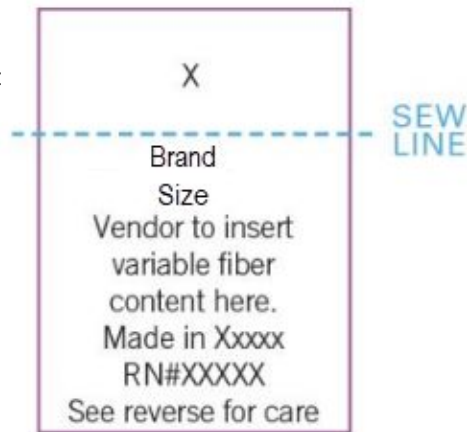 X
SEW
LINE
Brand
Size
Vendor to insert
variable fiber
content here.
Made in Xxxxx
RN#XXXXX
See reverse for care